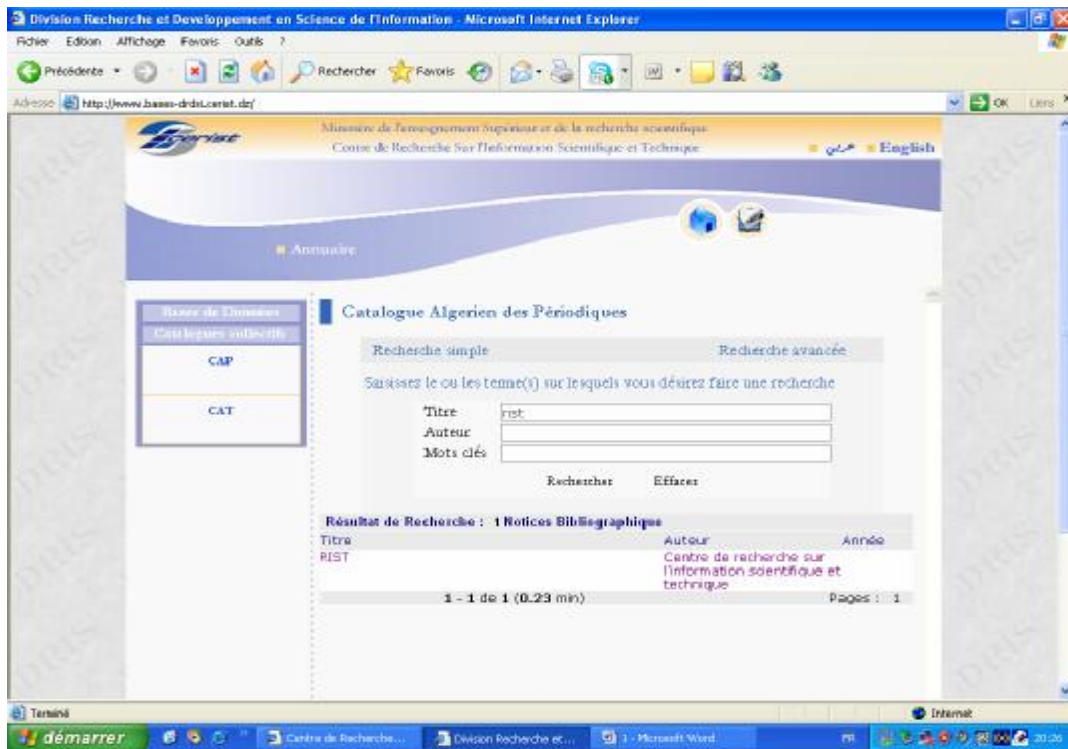 Division Recherche et Developpement en Science de l'Information - Microsoft Internet Explorer
Fichier Edition Affichage Favoris Outils ?
Précédente Rechercher Favoris
Adresse http://www.bases-drdsi.cerist.dz/ OK Liens
Cerist
Ministère de l'enseignement Supérieur et de la recherche scientifique
Centre de Recherche Sur l'Information Scientifique et Technique
عربي English
Annuaire
Bases de Données
Catalogues collectifs
CAP
CAT
Catalogue Algerien des Périodiques
Recherche simple Recherche avancée
Saisissez le ou les terme(s) sur lesquels vous désirez faire une recherche
Titre rist
Auteur
Mots clés
Rechercher Effacer
Résultat de Recherche : 1 Notices Bibliographique
Titre Auteur Année
RIST Centre de recherche sur
l'information scientifique et
technique
1 - 1 de 1 (0.23 min) Pages : 1
Terminé Internet
démarrer Centre de Recherche... Division Recherche et... 1 - Microsoft Word FR 20:26